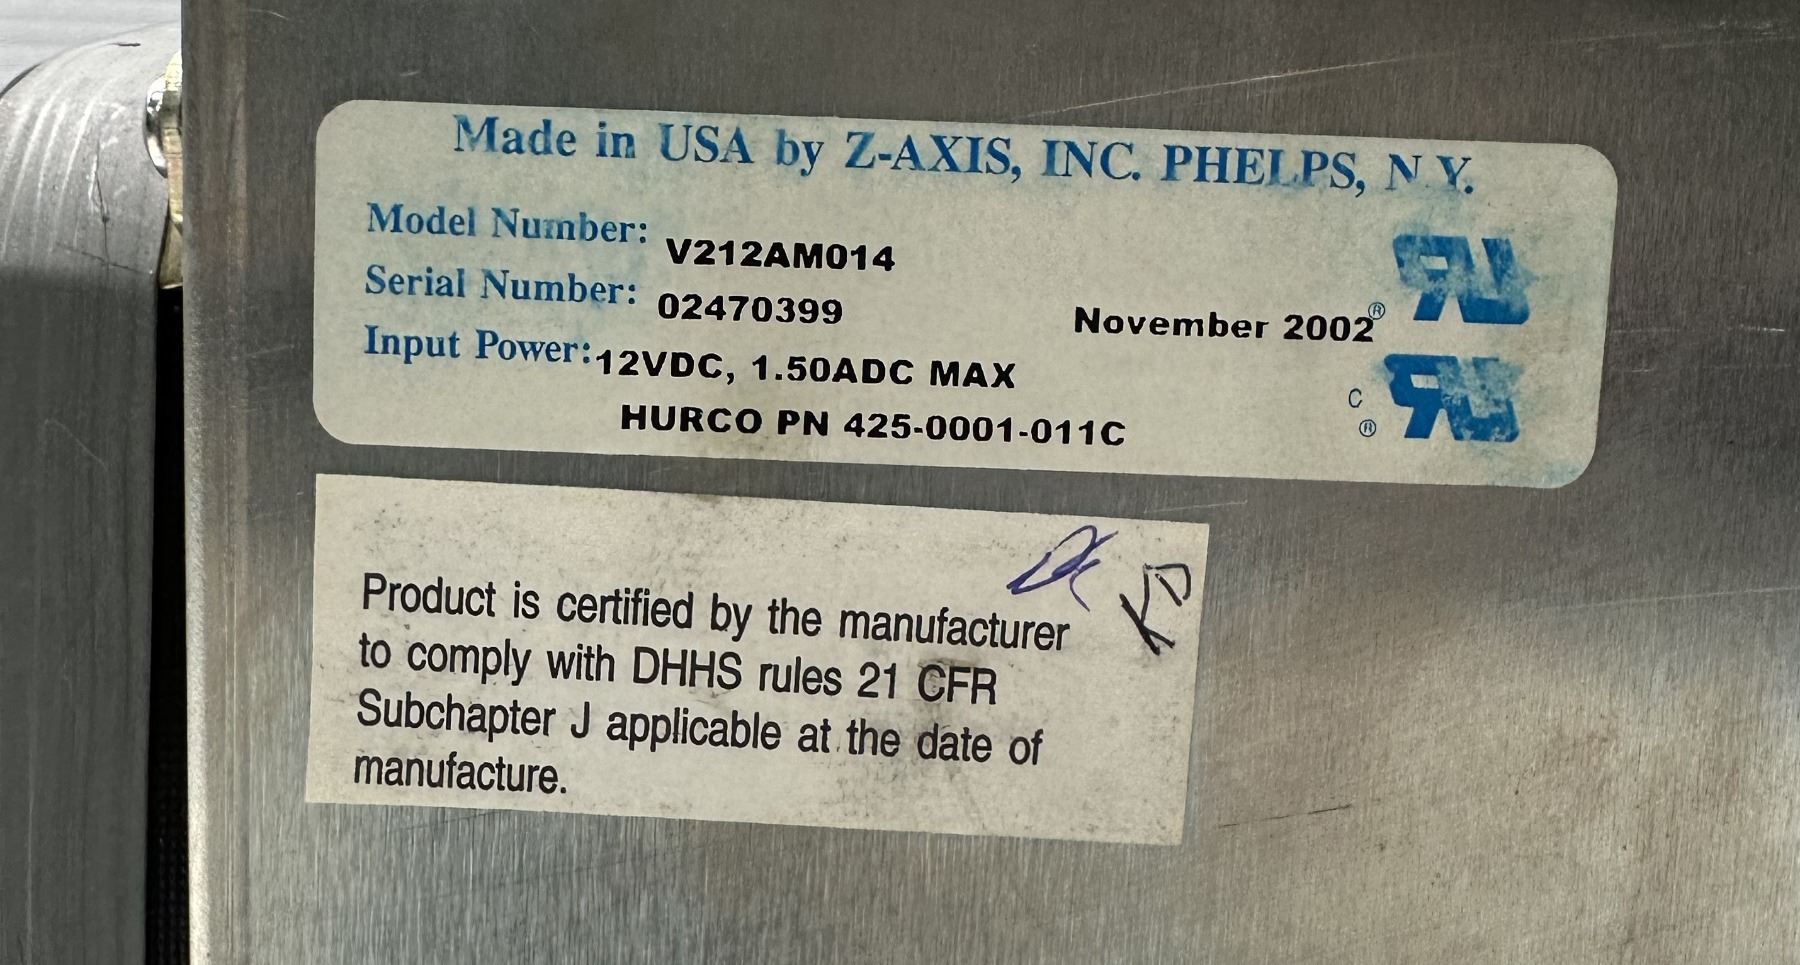 Made in USA by Z-AXIS, INC. PHELPS, N.Y.
Model Number: V212AM014
Serial Number: 02470399
November 2002
Input Power: 12VDC, 1.50ADC MAX
HURCO PN 425-0001-011C
C
Product is certified by the manufacturer
to comply with DHHS rules 21 CFR
Subchapter J applicable at the date of
manufacture.
KD